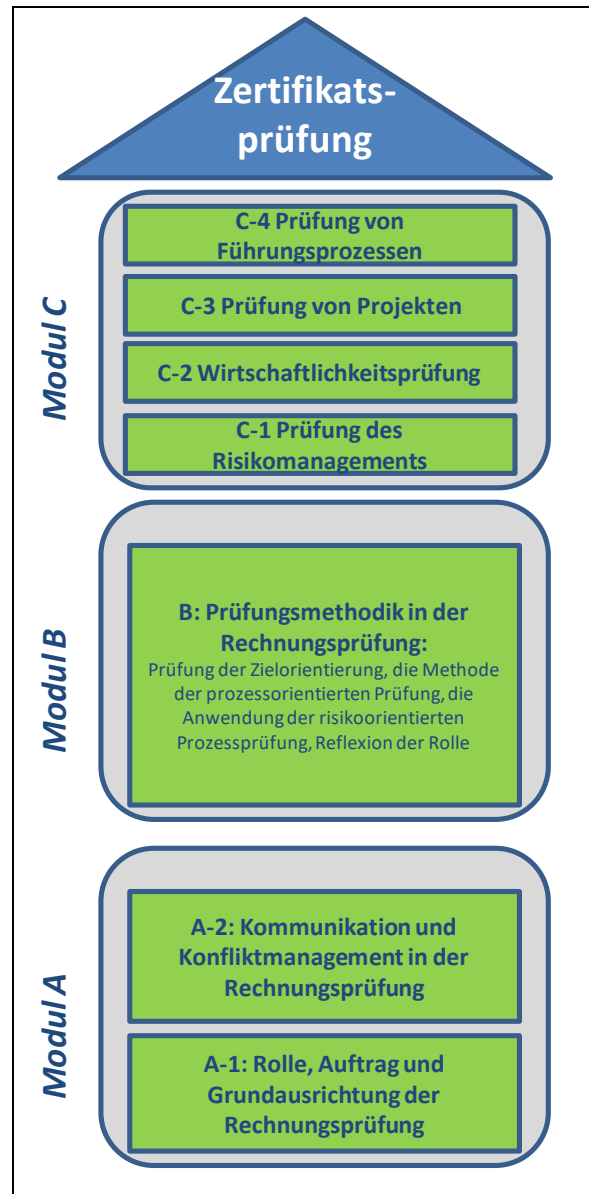 Zertifikats-
prüfung
Modul C
C-4 Prüfung von
Führungsprozessen
C-3 Prüfung von Projekten
C-2 Wirtschaftlichkeitsprüfung
C-1 Prüfung des
Risikomanagements
Modul B
B: Prüfungsmethodik in der
Rechnungsprüfung:
Prüfung der Zielorientierung, die Methode
der prozessorientierten Prüfung, die
Anwendung der risikoorientierten
Prozessprüfung, Reflexion der Rolle
Modul A
A-2: Kommunikation und
Konfliktmanagement in der
Rechnungsprüfung
A-1: Rolle, Auftrag und
Grundausrichtung der
Rechnungsprüfung